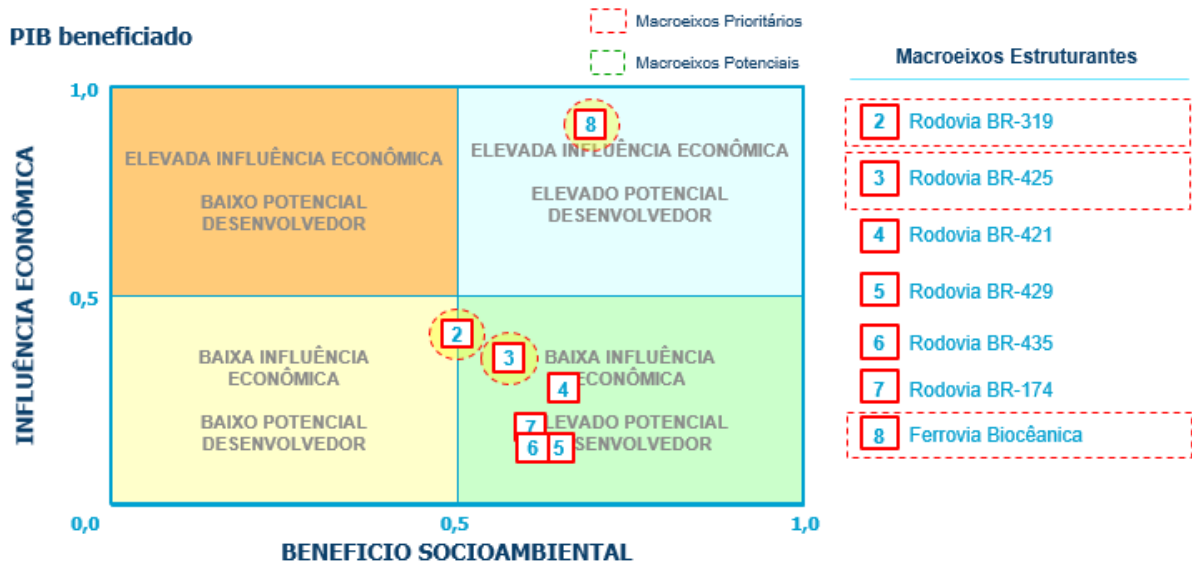 PIB beneficiado
Macroeixos Prioritários
Macroeixos Potenciais
1,0
INFLUÊNCIA ECONÔMICA
ELEVADA INFLUÊNCIA ECONÔMICA
BAIXO POTENCIAL
DESENVOLVEDOR
8
ELEVADA INFLUÊNCIA ECONÔMICA
ELEVADO POTENCIAL
DESENVOLVEDOR
0,5
2
3
BAIXA INFLUÊNCIA
ECONÔMICA
BAIXO POTENCIAL
DESENVOLVEDOR
BAIXA INFLUÊNCIA
ECONÔMICA
4
7
LEVADO POTENCIAL
6
5
SENVOLVEDOR
0,0
0,5
1,0
BENEFICIO SOCIOAMBIENTAL
Macroeixos Estruturantes
2 Rodovia BR-319
3 Rodovia BR-425
4 Rodovia BR-421
5 Rodovia BR-429
6 Rodovia BR-435
7 Rodovia BR-174
8 Ferrovia Biocêanica